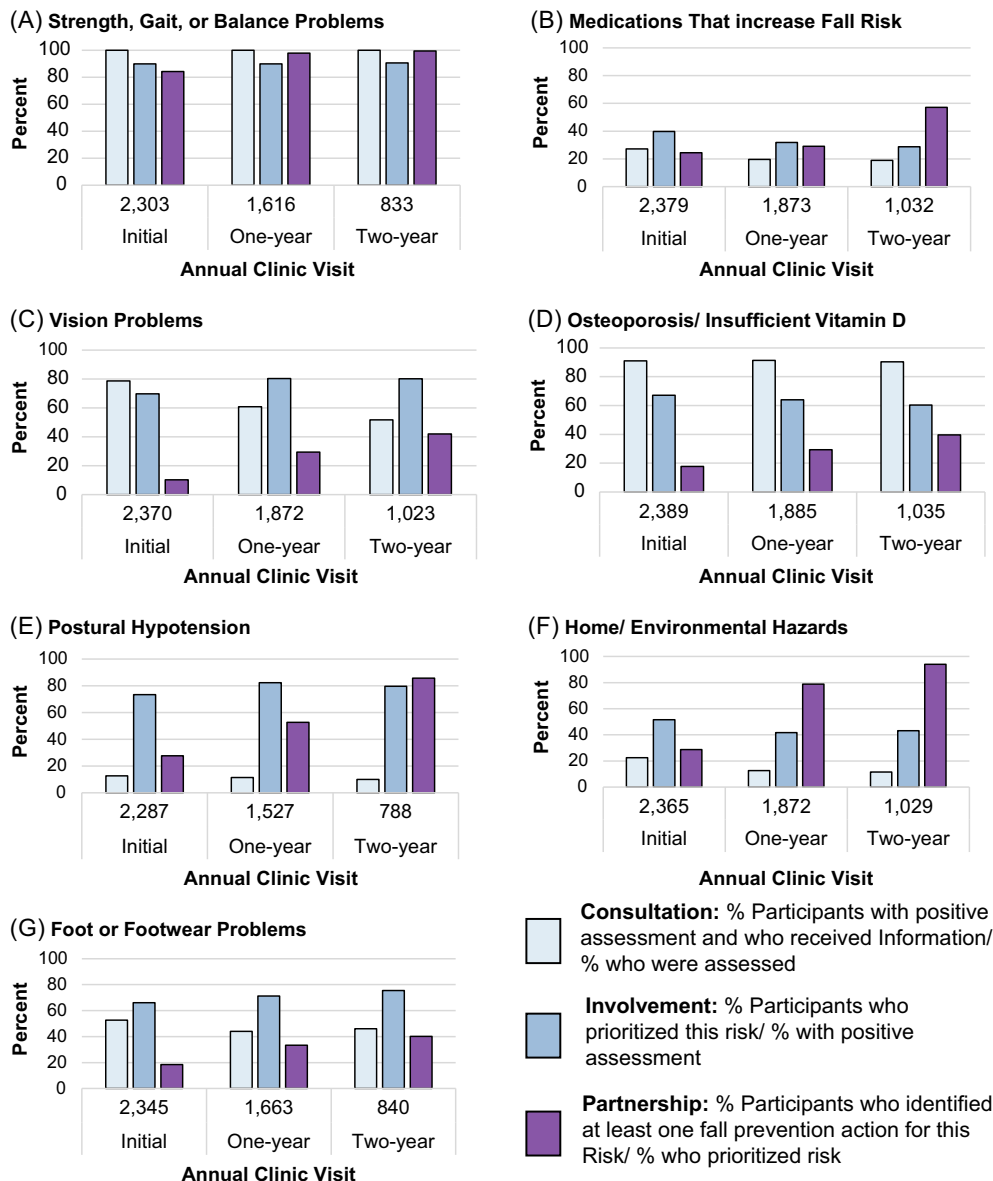 (A) Strength, Gait, or Balance Problems
Percent
100
80
60
40
20
0
2,303 1,616 833
Initial One-year Two-year
Annual Clinic Visit
(B) Medications That increase Fall Risk
Percent
100
80
60
40
20
0
2,379 1,873 1,032
Initial One-year Two-year
Annual Clinic Visit
(C) Vision Problems
Percent
100
80
60
40
20
0
2,370 1,872 1,023
Initial One-year Two-year
Annual Clinic Visit
(D) Osteoporosis/ Insufficient Vitamin D
Percent
100
80
60
40
20
0
2,389 1,885 1,035
Initial One-year Two-year
Annual Clinic Visit
(E) Postural Hypotension
Percent
100
80
60
40
20
0
2,287 1,527 788
Initial One-year Two-year
Annual Clinic Visit
(F) Home/ Environmental Hazards
Percent
100
80
60
40
20
0
2,365 1,872 1,029
Initial One-year Two-year
Annual Clinic Visit
(G) Foot or Footwear Problems
Percent
100
80
60
40
20
0
2,345 1,663 840
Initial One-year Two-year
Annual Clinic Visit
Consultation: % Participants with positive
assessment and who received Information/
% who were assessed
Involvement: % Participants who
prioritized this risk/ % with positive
assessment
Partnership: % Participants who identified
at least one fall prevention action for this
Risk/ % who prioritized risk